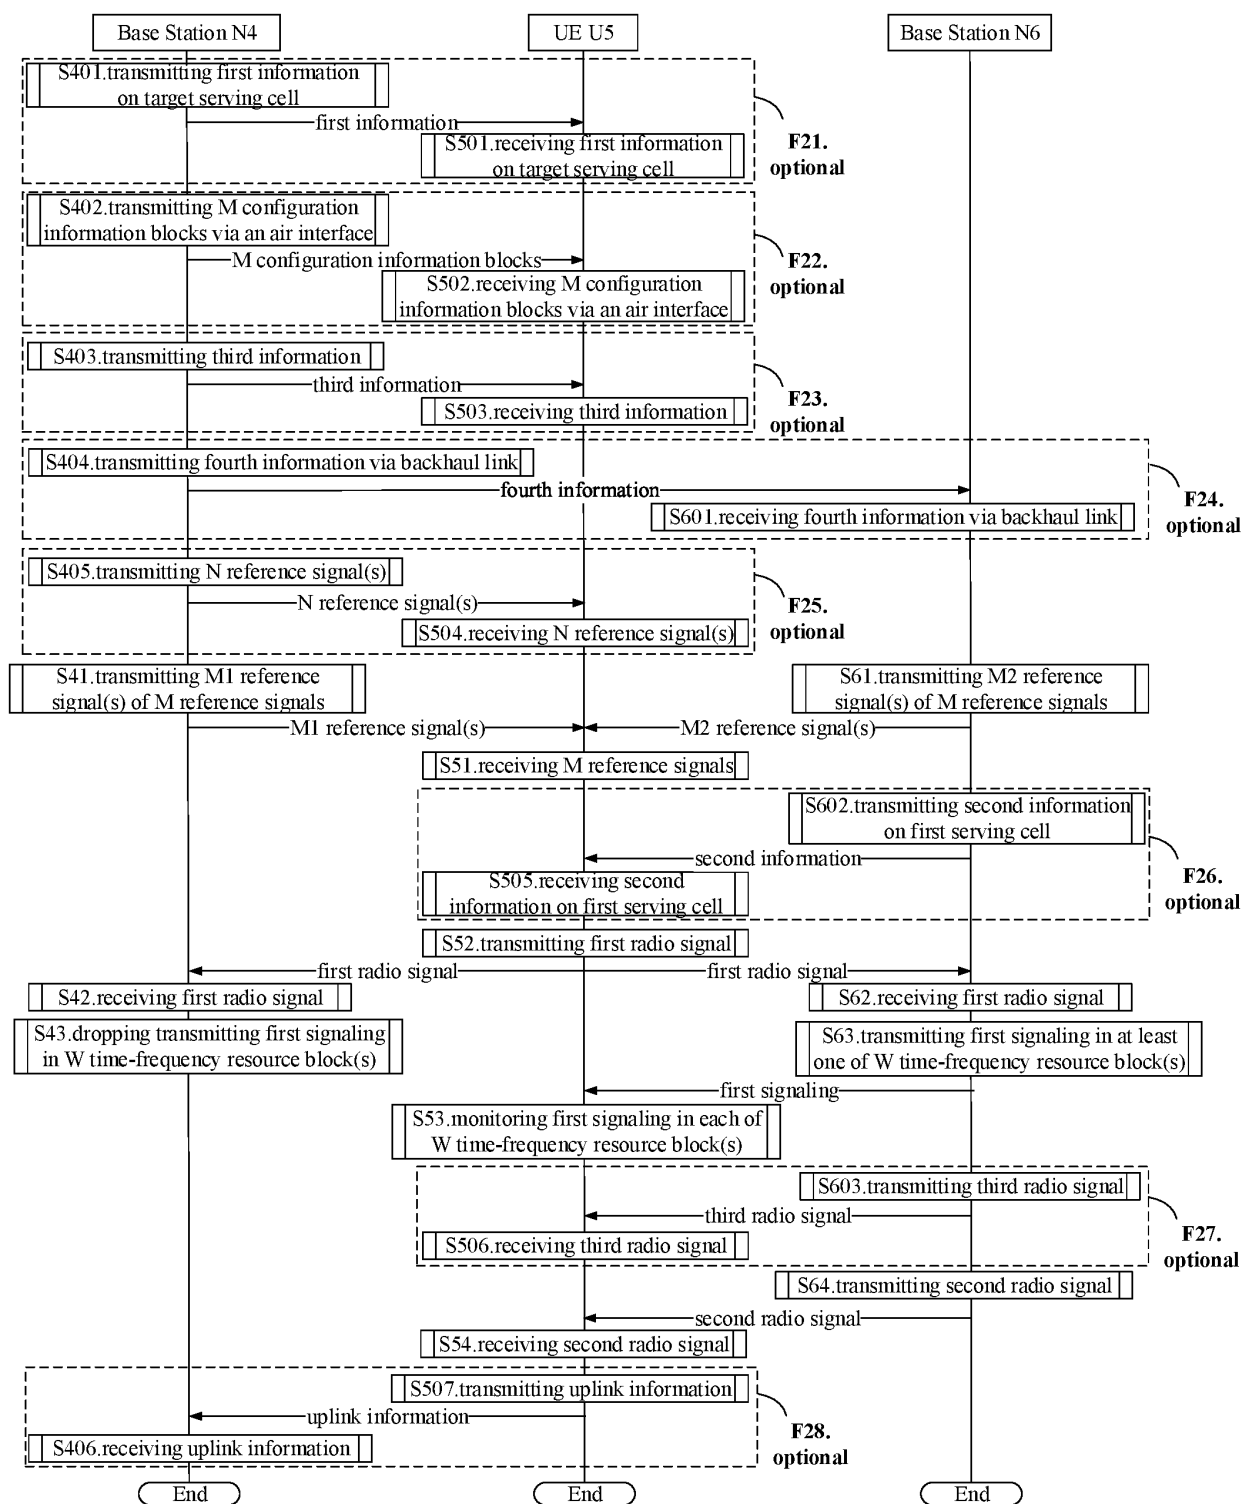 Base Station N4
UE U5
Base Station N6
S401.transmitting first information
on target serving cell
first information
S501.receiving first information
on target serving cell
F21.
optional
S402.transmitting M configuration
information blocks via an air interface
M configuration information blocks
S502.receiving M configuration
information blocks via an air interface
F22.
optional
S403.transmitting third information
third information
S503.receiving third information
F23.
optional
S404.transmitting fourth information via backhaul link
fourth information
S601.receiving fourth information via backhaul link
F24.
optional
S405.transmitting N reference signal(s)
N reference signal(s)
S504.receiving N reference signal(s)
F25.
optional
S41.transmitting M1 reference
signal(s) of M reference signals
S61.transmitting M2 reference
signal(s) of M reference signals
M1 reference signal(s)
M2 reference signal(s)
S51.receiving M reference signals
S602.transmitting second information
on first serving cell
second information
S505.receiving second
information on first serving cell
F26.
optional
S52.transmitting first radio signal
first radio signal
first radio signal
S42.receiving first radio signal
S62.receiving first radio signal
S43.dropping transmitting first signaling
in W time-frequency resource block(s)
S63.transmitting first signaling in at least
one of W time-frequency resource block(s)
first signaling
S53.monitoring first signaling in each of
W time-frequency resource block(s)
S603.transmitting third radio signal
third radio signal
S506.receiving third radio signal
F27.
optional
S64.transmitting second radio signal
second radio signal
S54.receiving second radio signal
S507.transmitting uplink information
uplink information
S406.receiving uplink information
F28.
optional
End
End
End